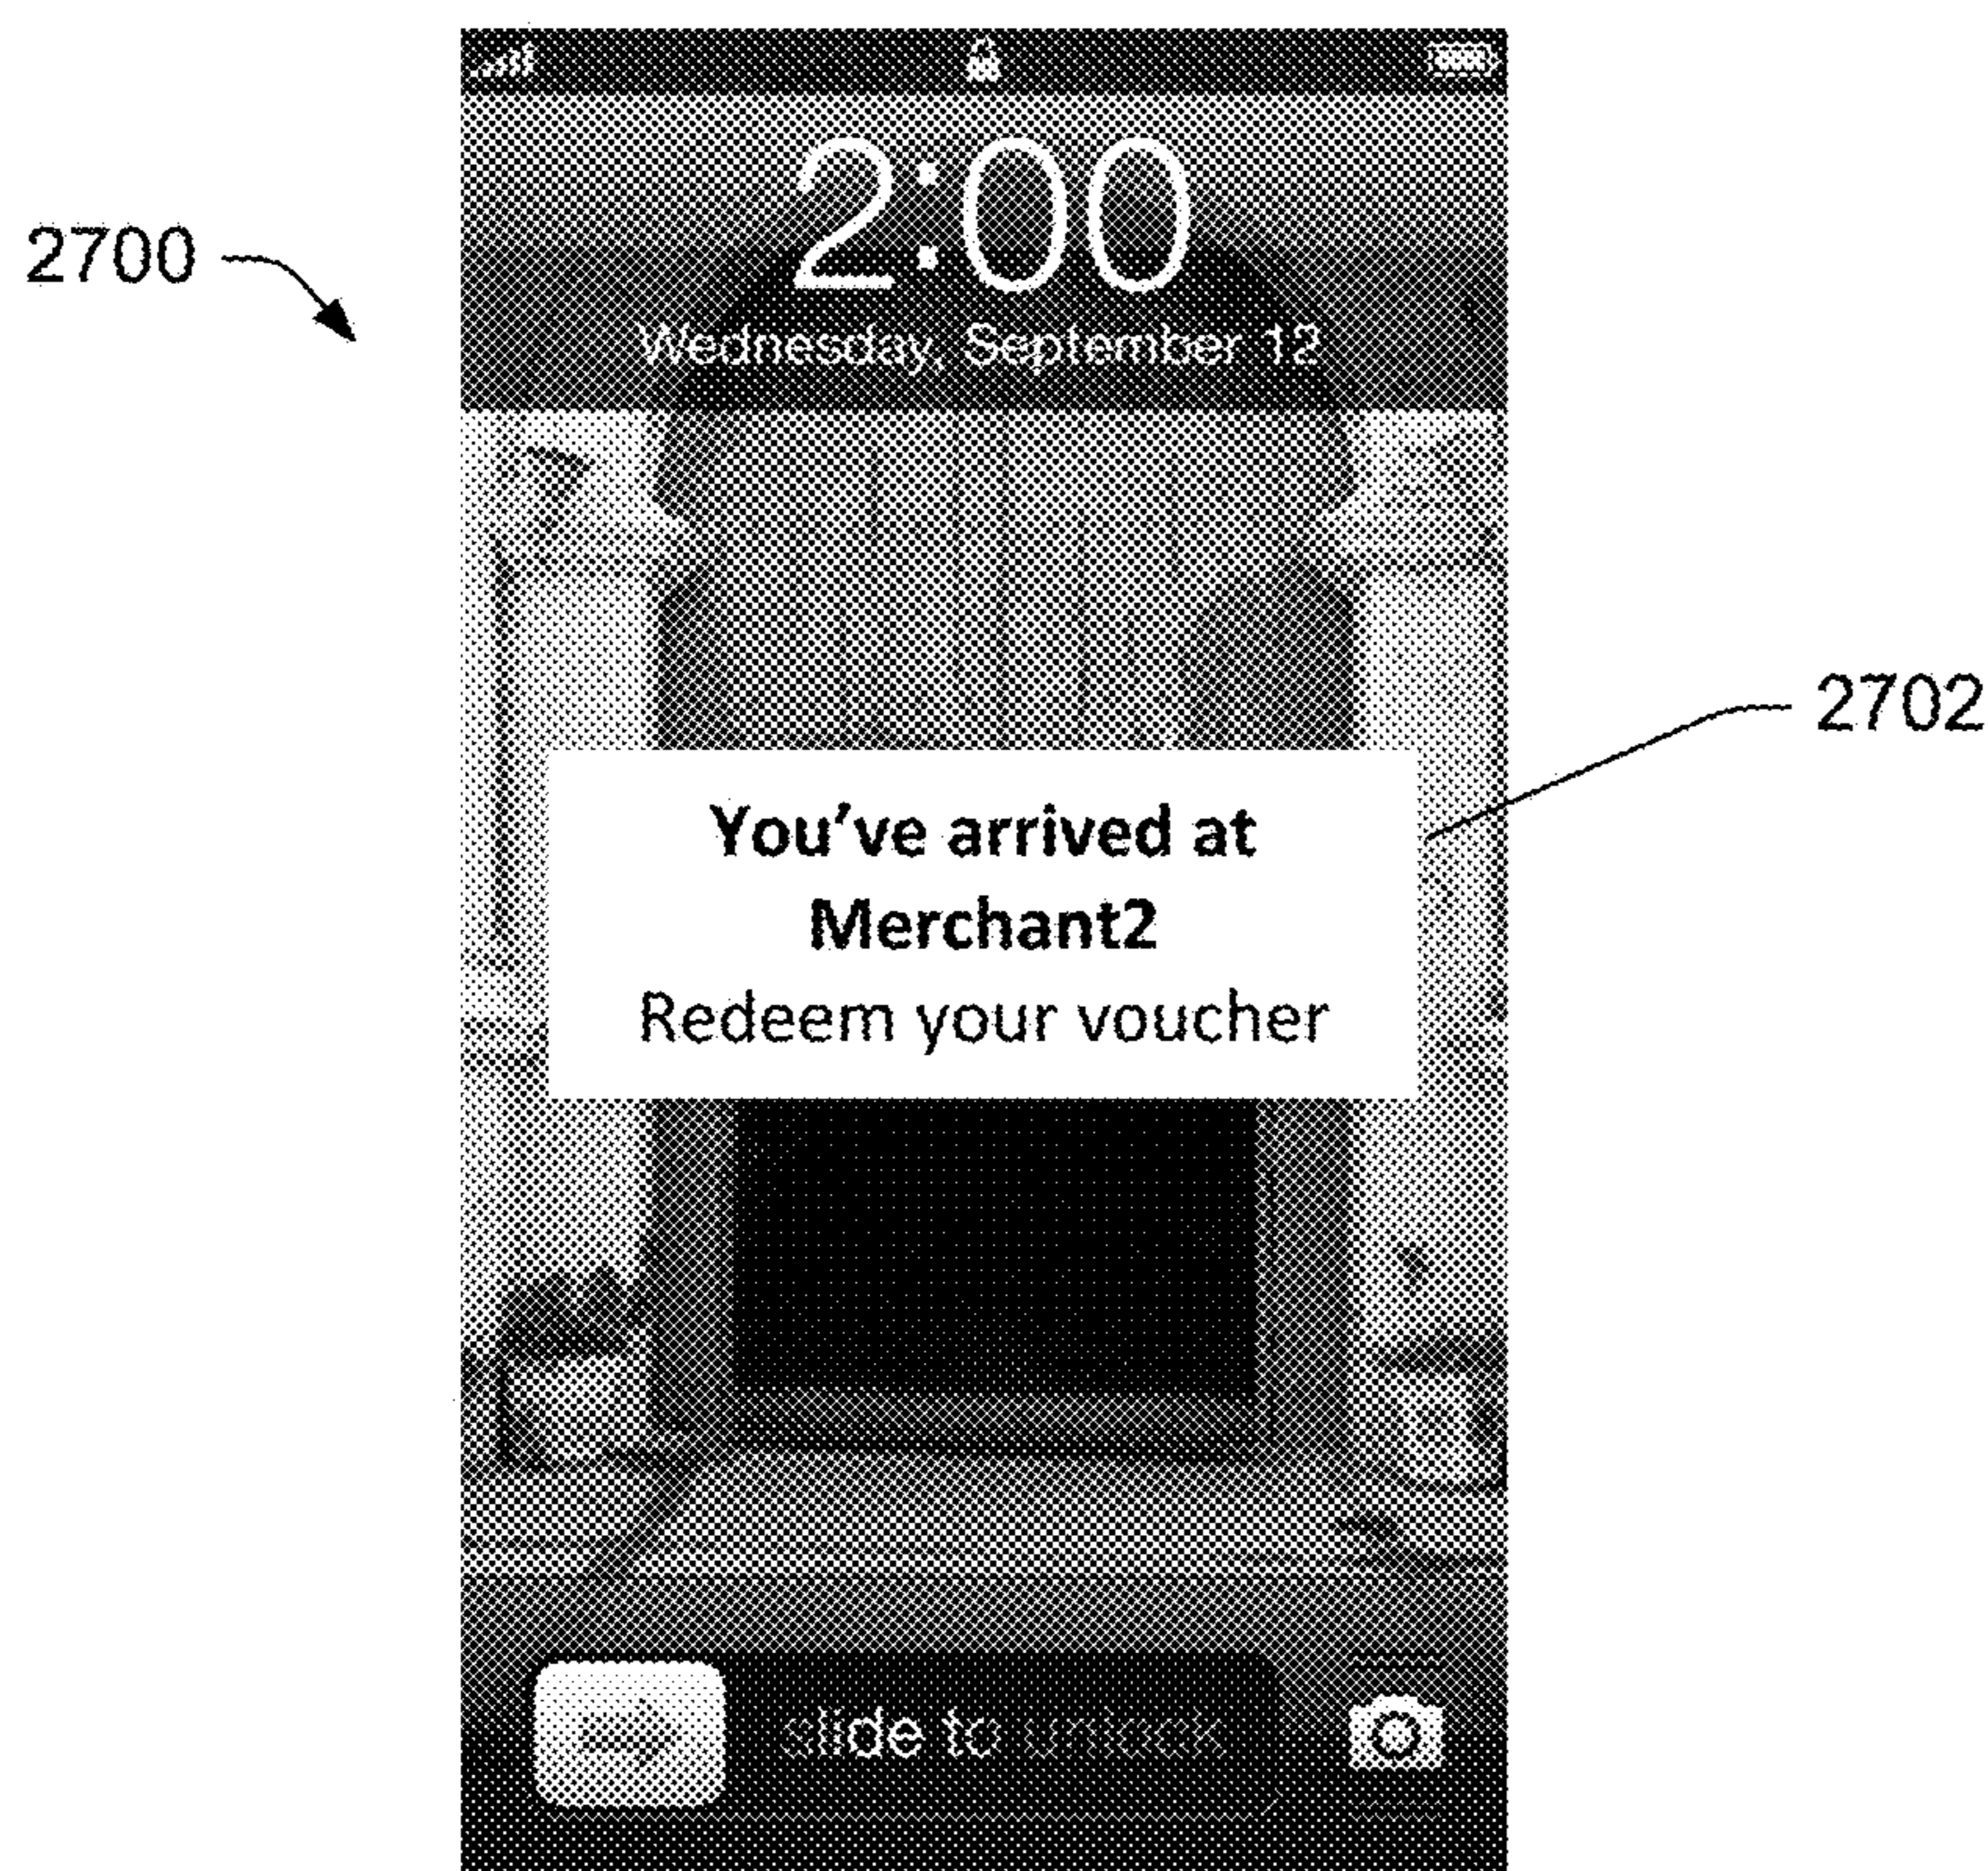 2:00
Wednesday, September 12
2700
2702
You've arrived at
Merchant2
Redeem your voucher
slide to unlock